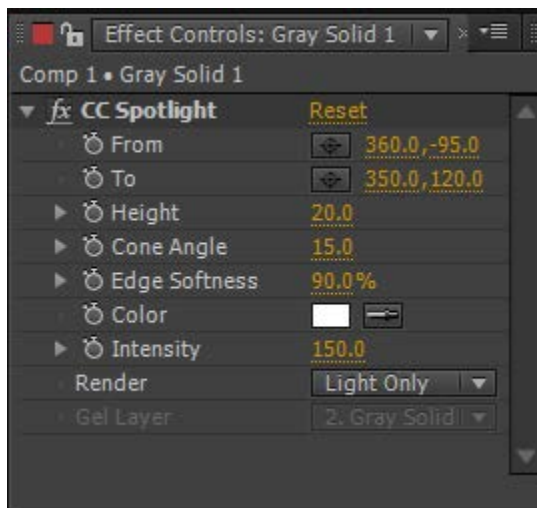 Effect Controls: Gray Solid 1
Comp 1 • Gray Solid 1
fx CC Spotlight Reset
From 360.0,-95.0
To 350.0,120.0
Height 20.0
Cone Angle 15.0
Edge Softness 90.0%
Color
Intensity 150.0
Render Light Only
Gel Layer 2. Gray Solid